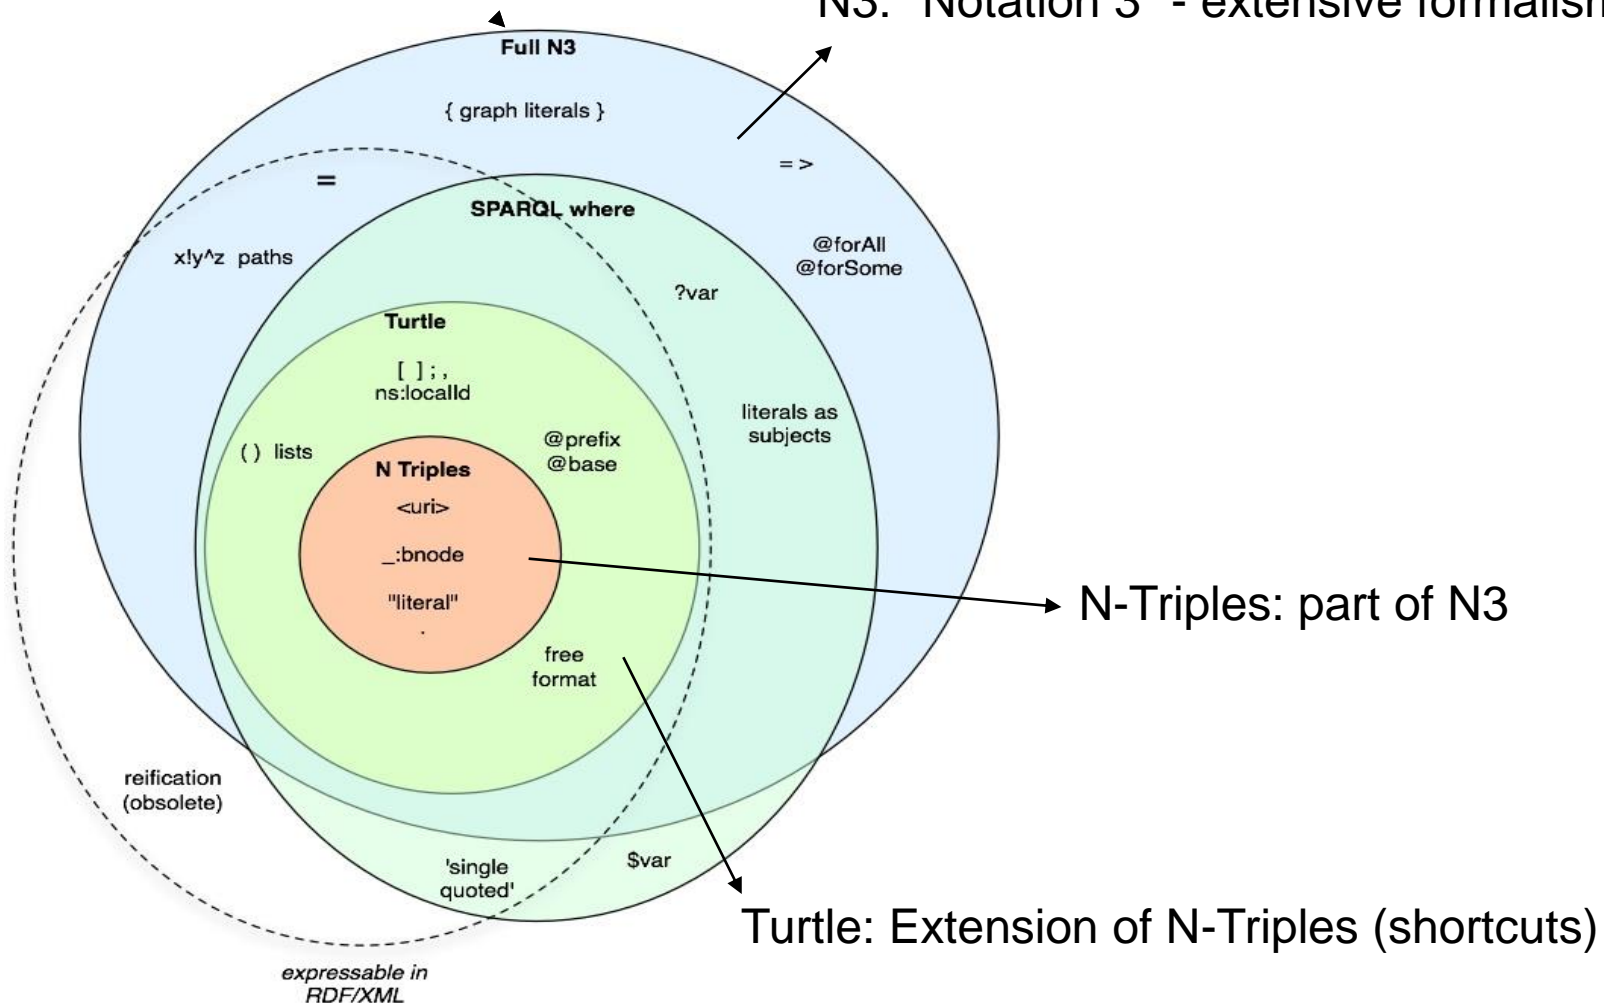 N3: "Notation 3" - extensive formalism
Full N3
{ graph literals }
= >
=
SPARQL where
@forAll
@forSome
x!y^z paths
?var
Turtle
[ ] ; ,
ns:localId
literals as
subjects
( ) lists
@prefix
@base
N Triples
<uri>
_:bnode
"literal"
.
N-Triples: part of N3
free
format
reification
(obsolete)
'single
quoted'
$var
Turtle: Extension of N-Triples (shortcuts)
expressable in
RDF/XML